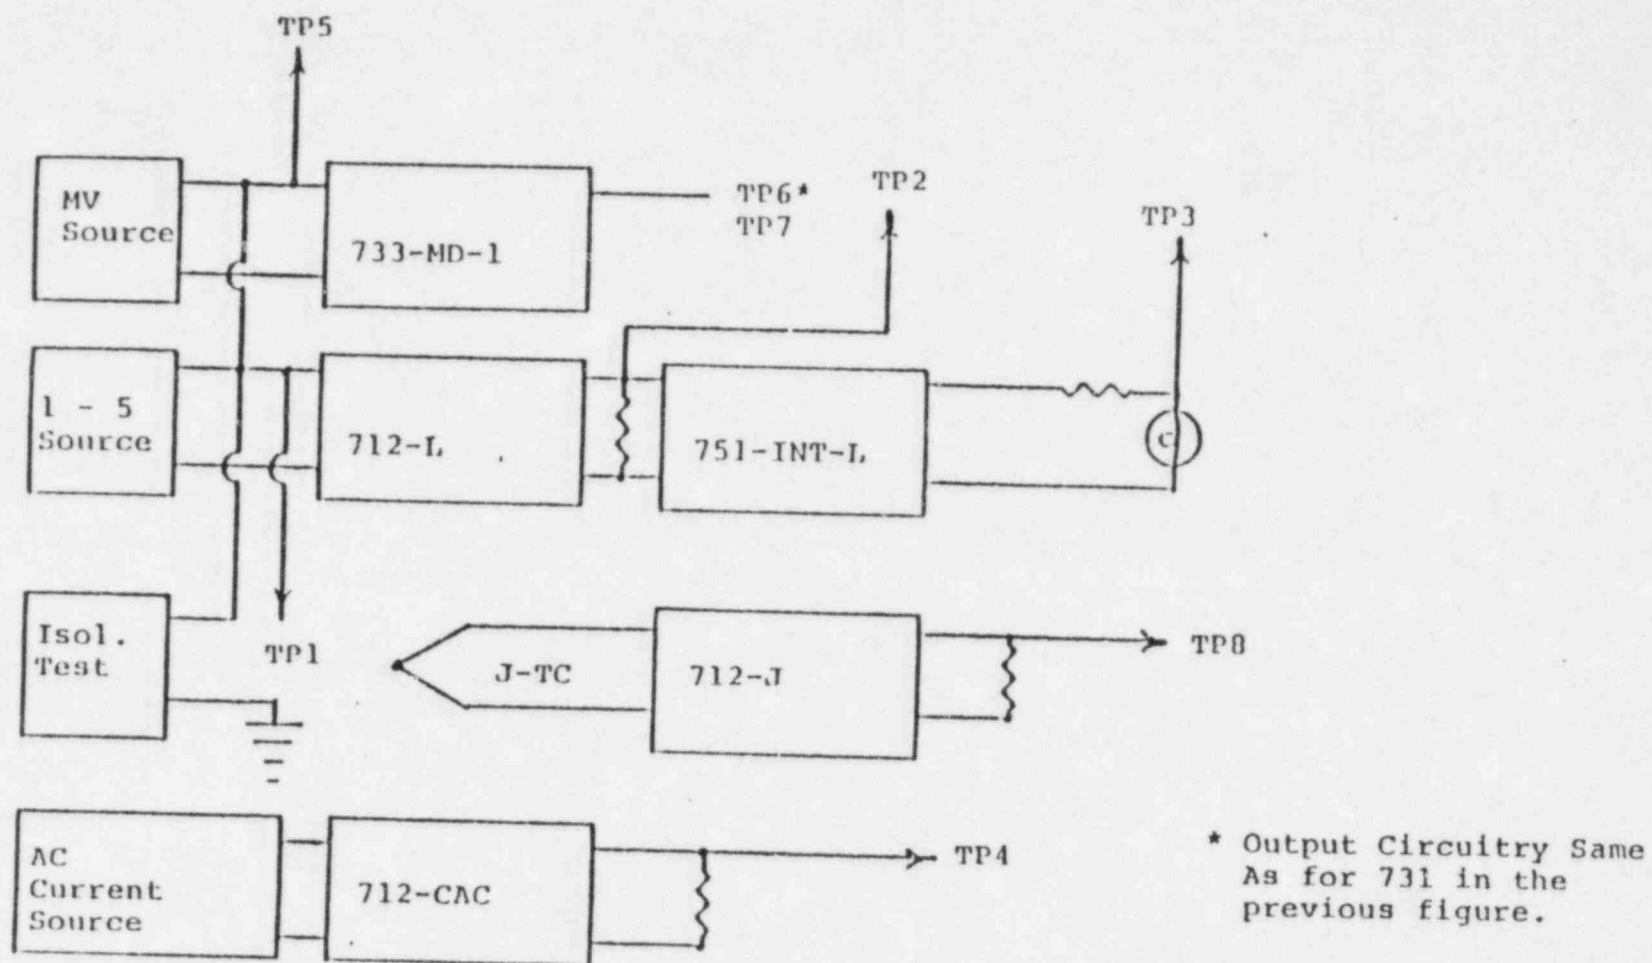 TP5
MV
Source
733-MD-1
TP6*
TP7
TP2
TP3
1 - 5
Source
712-L
751-INT-L
C
Isol.
Test
TP1
J-TC
712-J
TP8
AC
Current
Source
712-CAC
TP4
* Output Circuitry Same
As for 731 in the
previous figure.